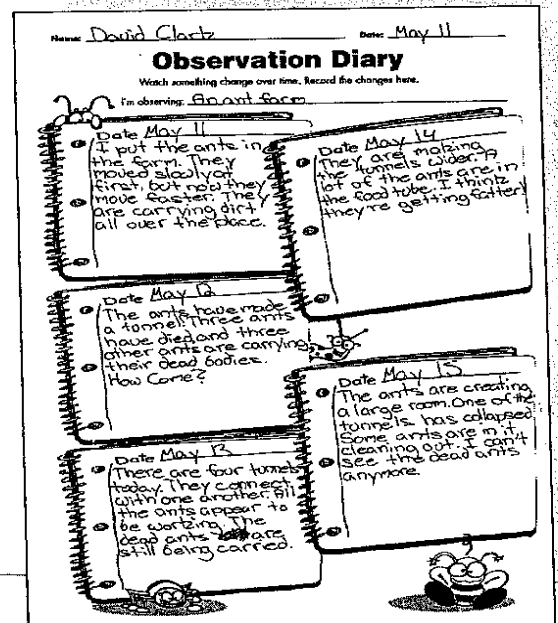 Name: David Clark Date: May 11
Observation Diary
Watch something change over time. Record the changes here.
I'm observing: An ant farm
Date May 11
I put the ants in
the farm. They
moved slowly at
first, but now they
move faster. They
are carrying dirt
all over the place.
Date May 12
The ants have made
a tunnel. Three ants
have died, and three
other ants are carrying
their dead bodies.
How Come?
Date May 13
There are four tunnels
today. They connect
with one another. All
the ants appear to
be working. The
dead ants are
still being carried.
Date May 14
They are making
the tunnels wider. A
lot of the ants are in
the food tube. I think
they're getting fatter!
Date May 15
The ants are creating
a large room. One of the
tunnels has collapsed.
Some ants are in it,
cleaning out. I can't
see the dead ants
anymore.